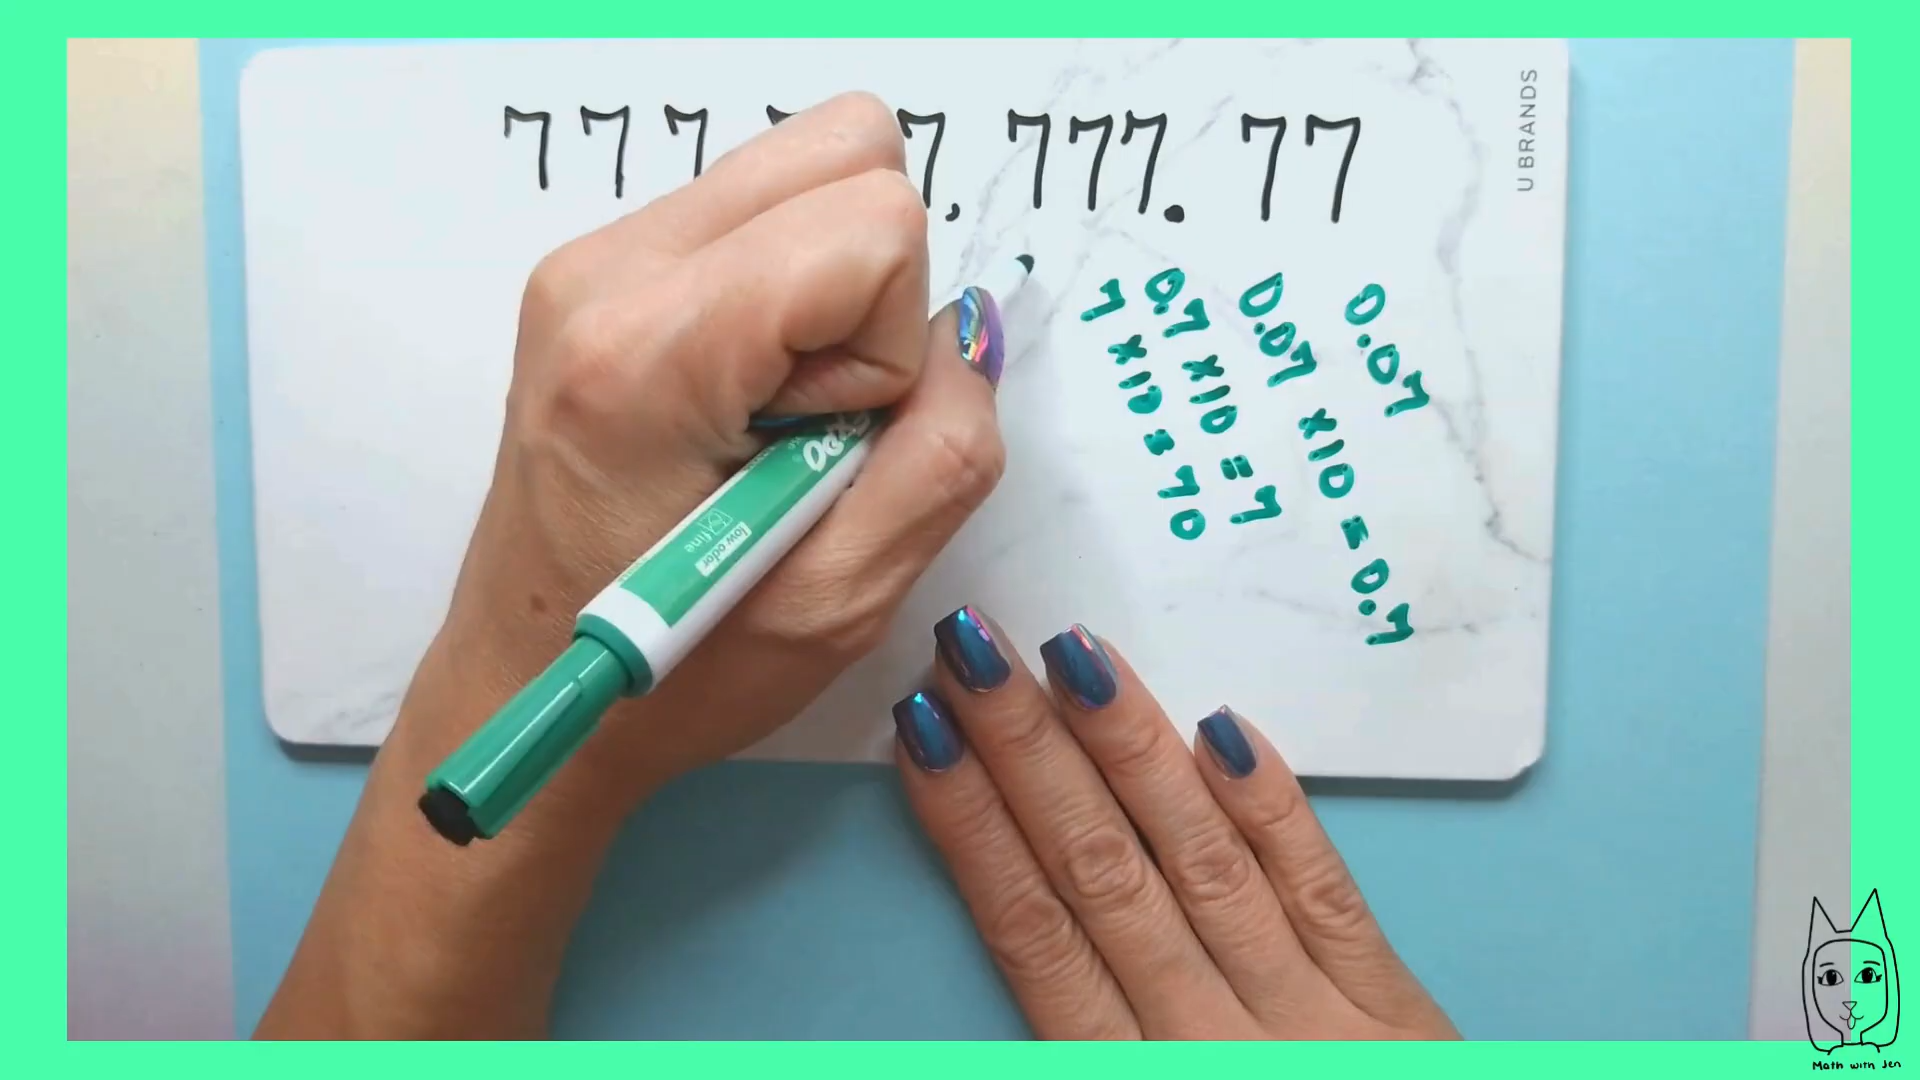 777 7, 777. 77
0.07
0.07 x10 = 0.7
0.7 x10 = 7
7 x10 = 70
U BRANDS
low odor
fine
Math with Jen